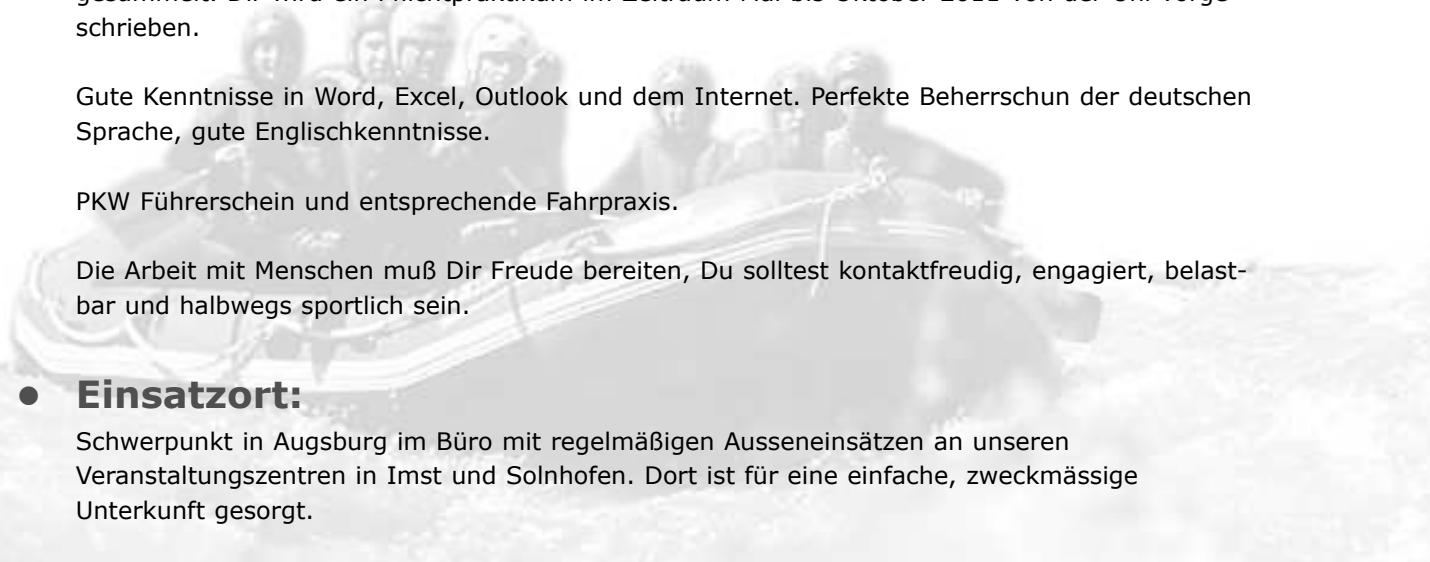 schrieben.
Gute Kenntnisse in Word, Excel, Outlook und dem Internet. Perfekte Beherrschun der deutschen
Sprache, gute Englischkenntnisse.
PKW Führerschein und entsprechende Fahrpraxis.
Die Arbeit mit Menschen muß Dir Freude bereiten, Du solltest kontaktfreudig, engagiert, belast-
bar und halbwegs sportlich sein.
• Einsatzort:
Schwerpunkt in Augsburg im Büro mit regelmäßigen Ausseneinsätzen an unseren
Veranstaltungszentren in Imst und Solnhofen. Dort ist für eine einfache, zweckmässige
Unterkunft gesorgt.